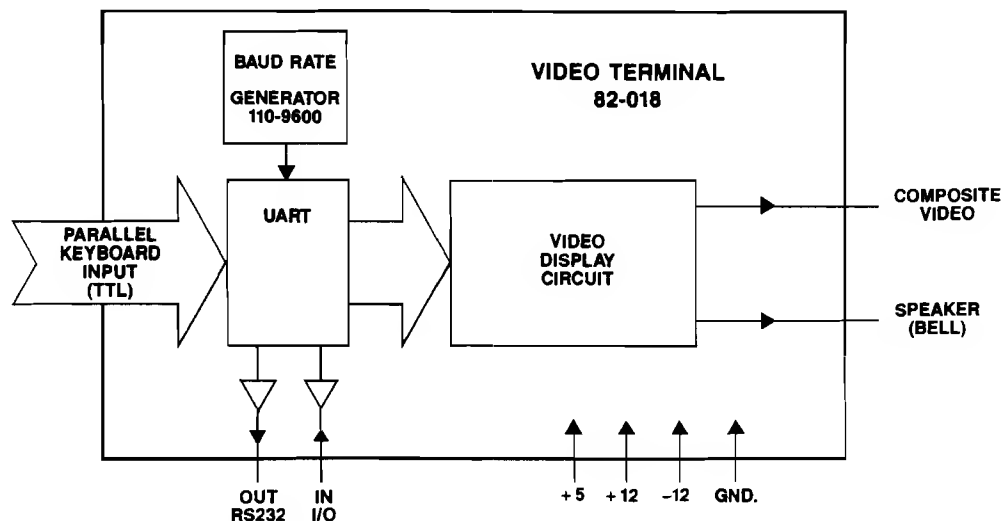 BAUD RATE
GENERATOR
110-9600
VIDEO TERMINAL
82-018
UART
PARALLEL
KEYBOARD
INPUT
(TTL)
VIDEO
DISPLAY
CIRCUIT
COMPOSITE
VIDEO
SPEAKER
(BELL)
OUT IN
RS232 I/O
+5 +12 -12 GND.